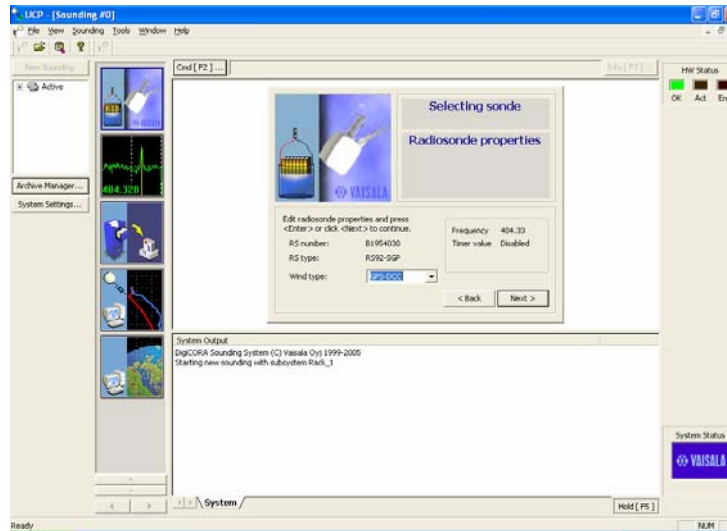 UCP - [Sounding #0]
File View Sounding Tools Window Help
New Sounding
Cmd [ F2 ] ...
Info [ F3 ] ...
HW Status
Active
OK Act Err
Selecting sonde
Radiosonde properties
VAISALA
404.320
Archive Manager...
System Settings...
Edit radiosonde properties and press
<Enter> or click <Next> to continue.
Frequency 404.33
RS number: B1954030
Timer value Disabled
RS type: RS92-SGP
Wind type: GPS-DCC
< Back Next >
System Output
DigiCORA Sounding System (C) Vaisala Oyj 1999-2005
Starting new sounding with subsystem Rack_1
System Status
VAISALA
System
Hold [ F5 ]
Ready
NUM